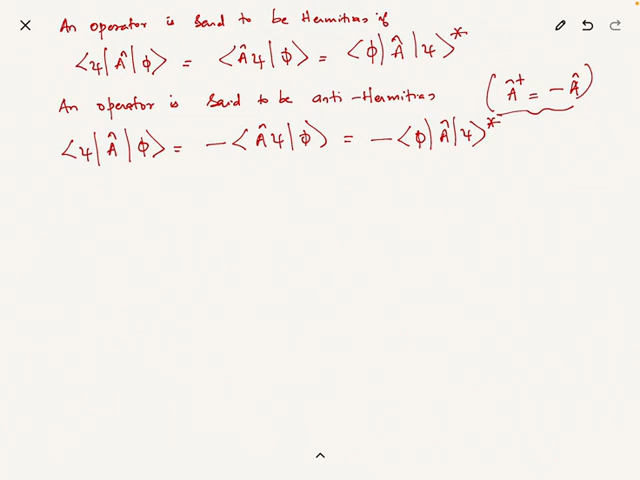 An operator is said to be Hermitian if
⟨ψ|Â|ϕ⟩ = ⟨Âψ|ϕ⟩ = ⟨ϕ|Â|ψ⟩*
An operator is said to be anti-Hermitian (Â† = -Â)
⟨ψ|Â|ϕ⟩ = -⟨Âψ|ϕ⟩ = -⟨ϕ|Â|ψ⟩*